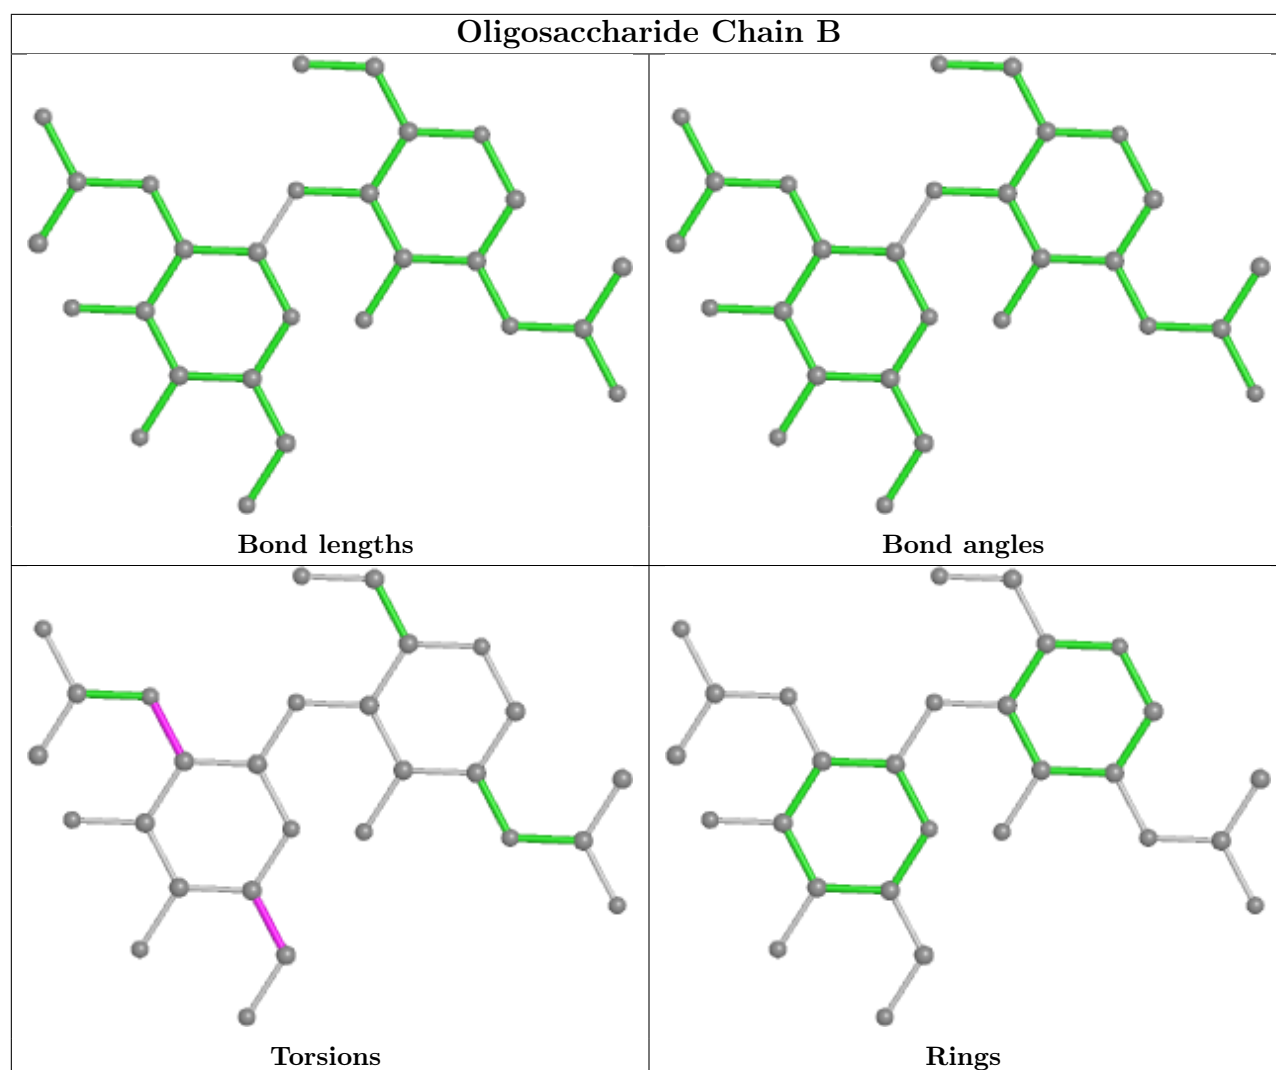 Oligosaccharide Chain B
Bond lengths
Bond angles
Torsions
Rings